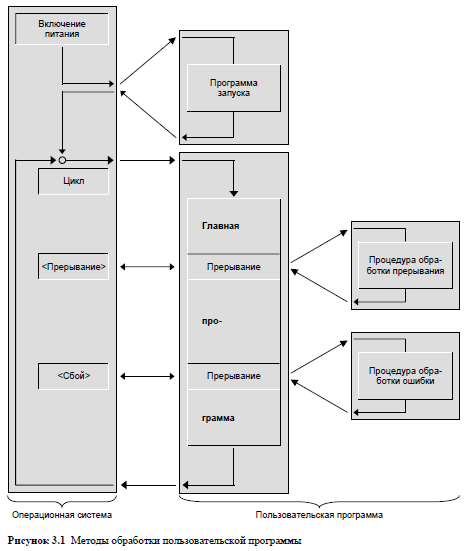 Включение
питания
Программа
запуска
Цикл
Главная
<Прерывание>
Прерывание
Процедура обра-
ботки прерывания
про-
<Сбой>
Прерывание
Процедура обра-
ботки ошибки
грамма
Операционная система
Пользовательская программа
Рисунок 3.1 Методы обработки пользовательской программы